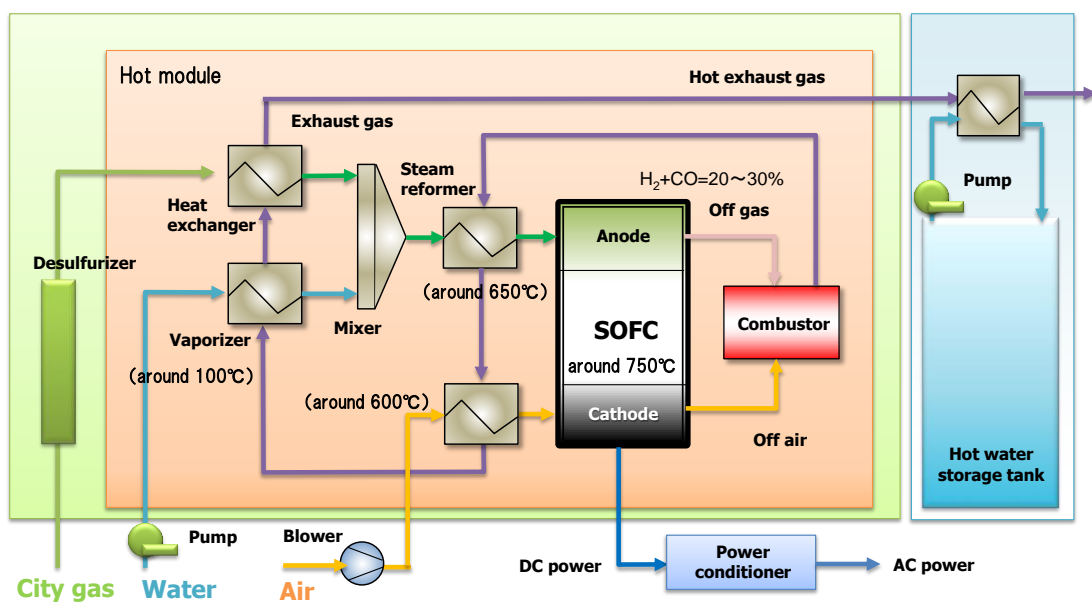 Hot module
Hot exhaust gas
Exhaust gas
Steam
reformer
H₂+CO=20～30%
Off gas
Pump
Heat
exchanger
Anode
Desulfurizer
(around 650℃)
Mixer
SOFC
Combustor
Vaporizer
around 750℃
(around 100℃)
(around 600℃)
Cathode
Off air
Hot water
storage tank
Pump
Blower
DC power
Power
conditioner
AC power
City gas
Water
Air